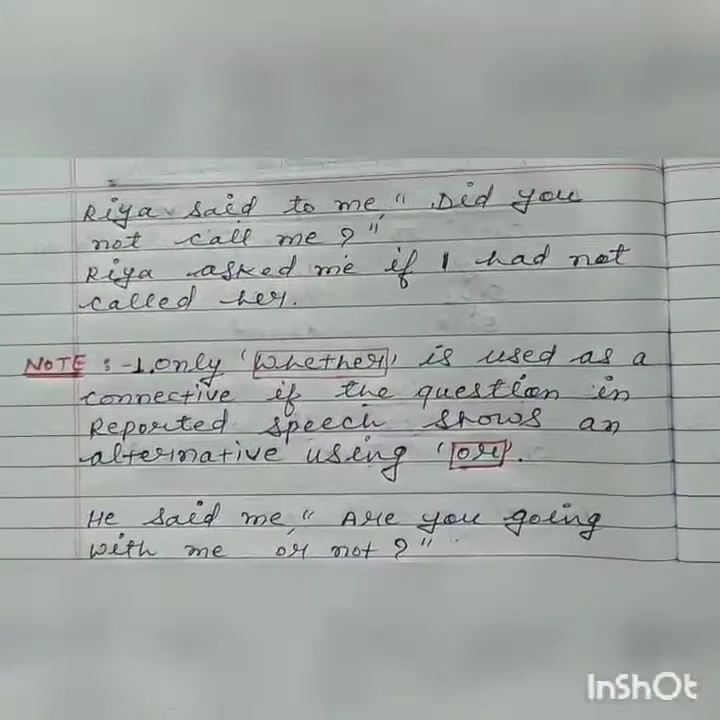 Riya said to me, "Did you
not call me?"
Riya asked me if I had not
called her.
NOTE :- 1. Only 'Whether' is used as a
connective if the question in
Reported speech shows an
alternative using 'or'.
He said me, "Are you going
with me or not?"
InShOt